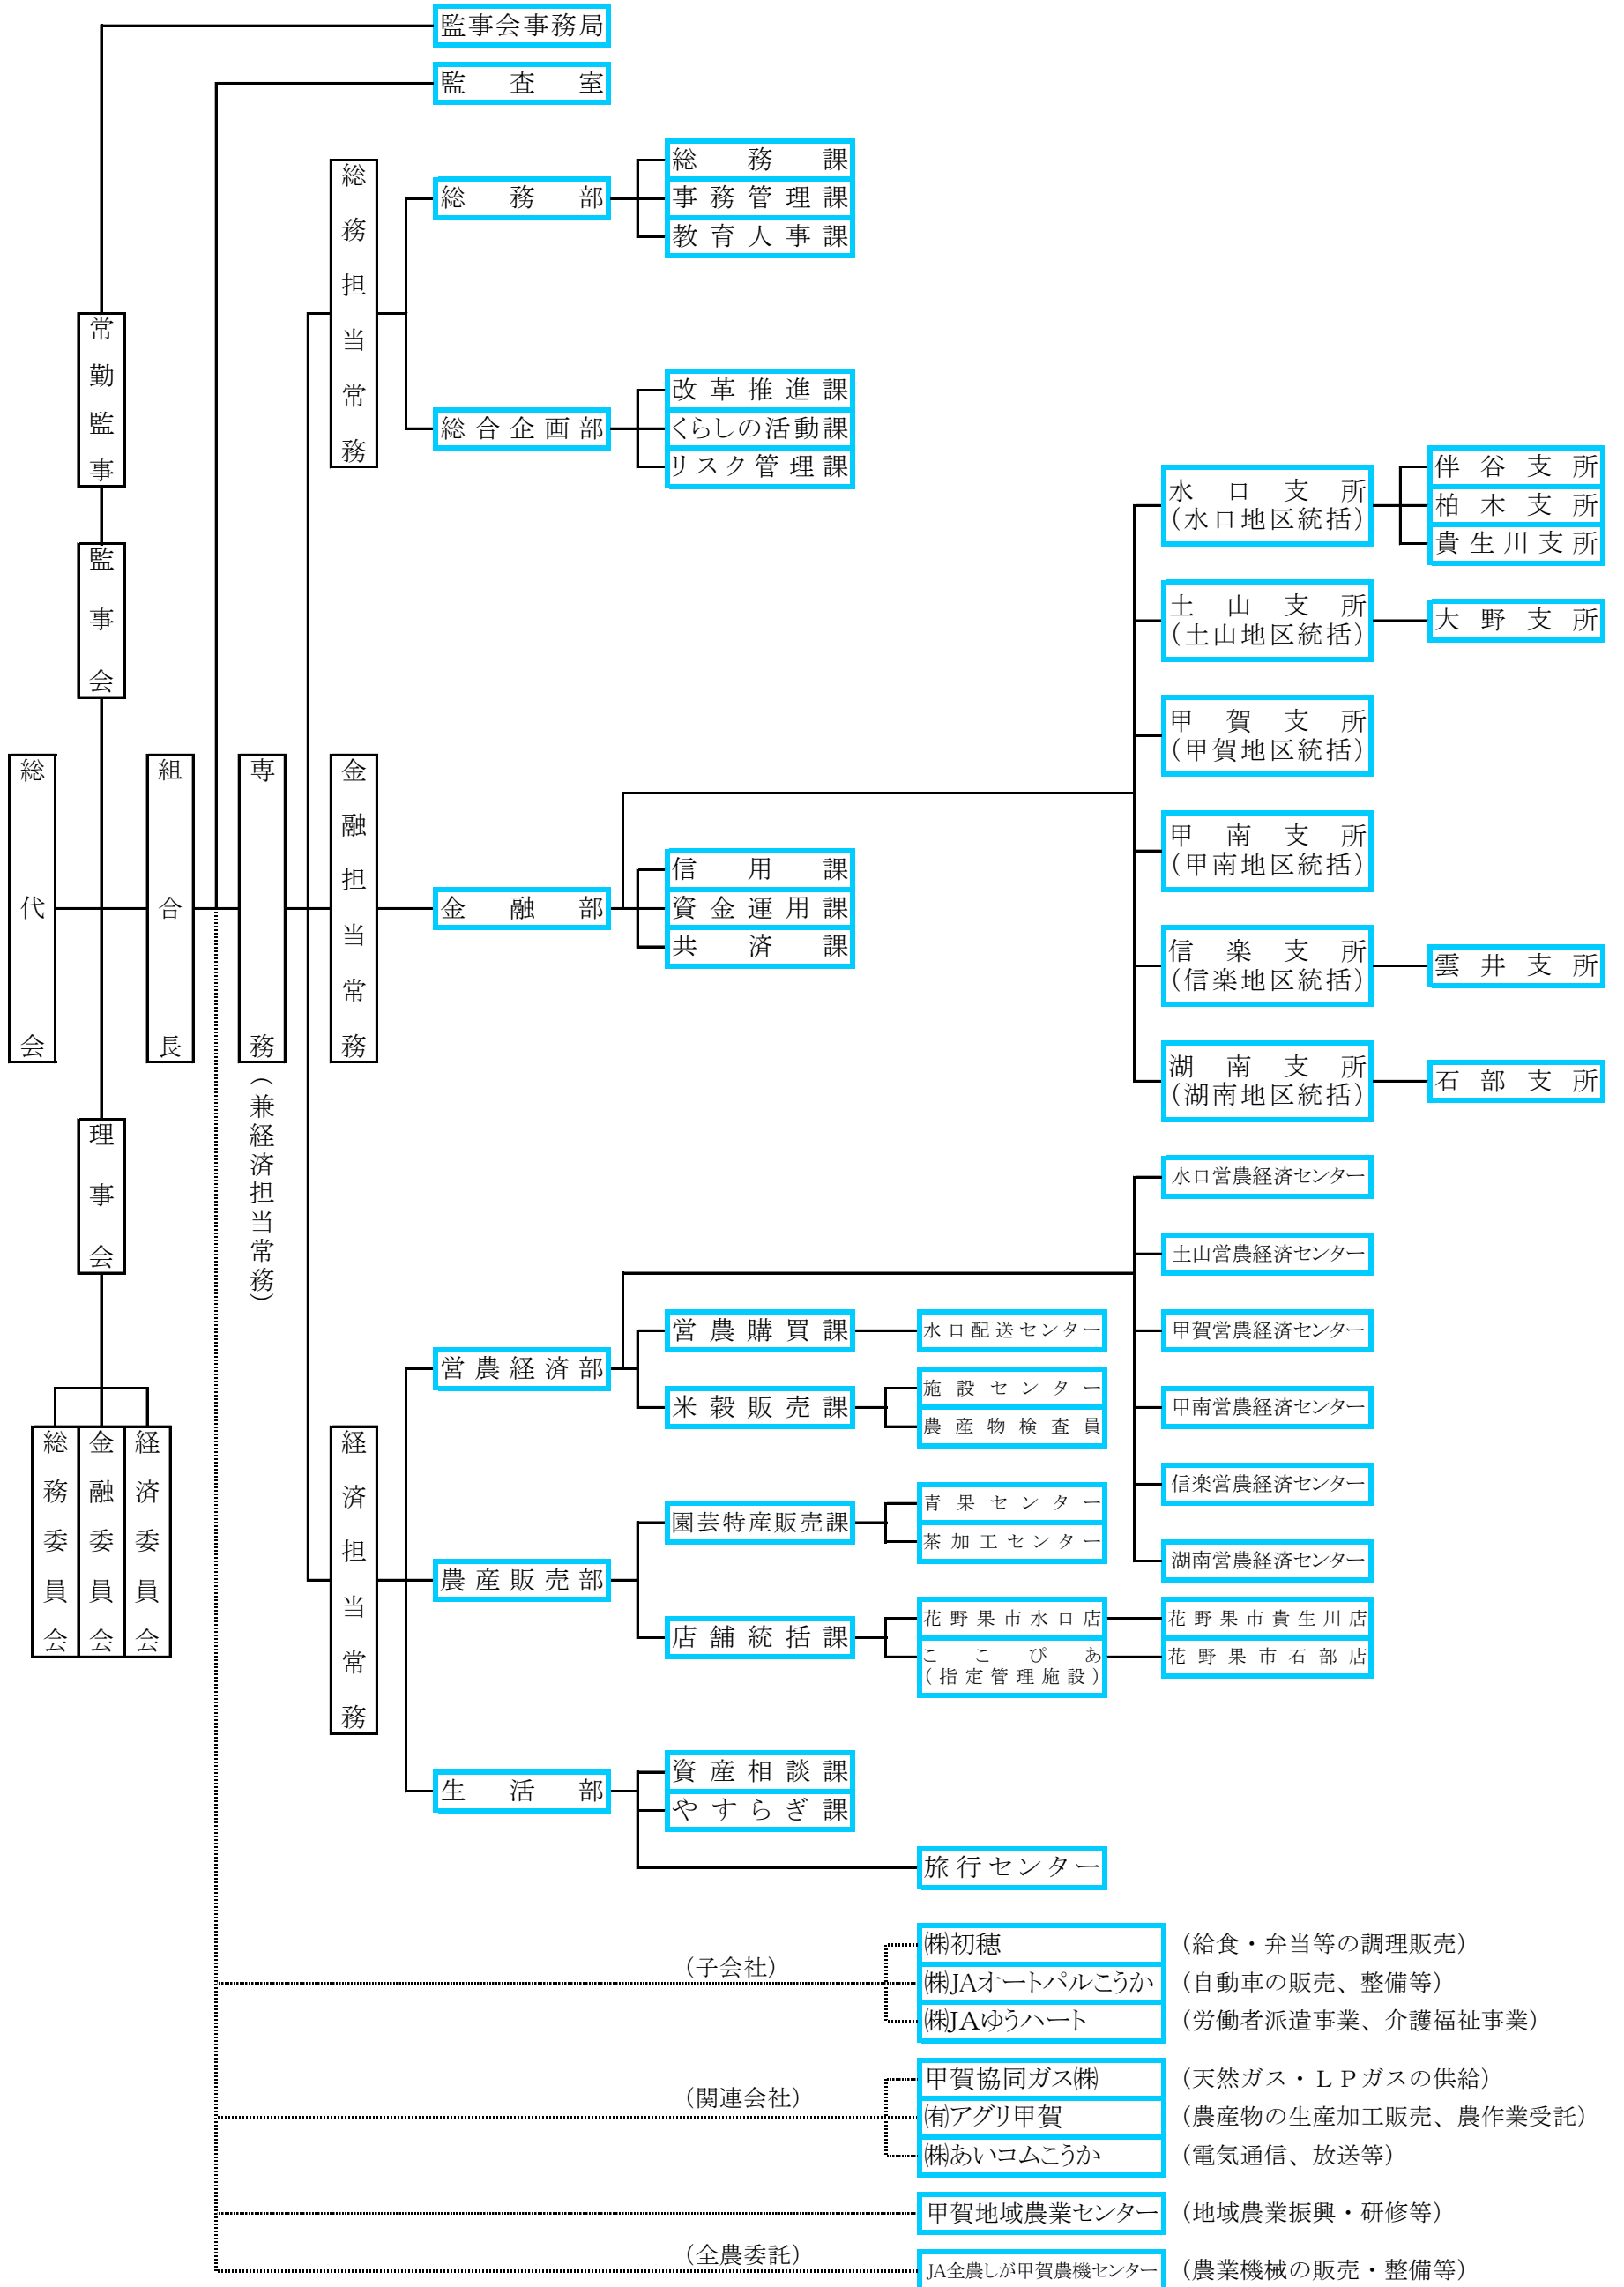 監事会事務局
監査室
総務担当常務
総務部
総務課
事務管理課
教育人事課
総合企画部
改革推進課
くらしの活動課
リスク管理課
常勤監事
監事会
総代会
組合長
専務
(兼経済担当常務)
理事会
総務委員会
金融委員会
経済委員会
金融担当常務
金融部
信用課
資金運用課
共済課
水口支所
(水口地区統括)
伴谷支所
柏木支所
貴生川支所
土山支所
(土山地区統括)
大野支所
甲賀支所
(甲賀地区統括)
甲南支所
(甲南地区統括)
信楽支所
(信楽地区統括)
雲井支所
湖南支所
(湖南地区統括)
石部支所
経済担当常務
営農経済部
営農購買課
水口配送センター
米穀販売課
施設センター
農産物検査員
水口営農経済センター
土山営農経済センター
甲賀営農経済センター
甲南営農経済センター
信楽営農経済センター
湖南営農経済センター
農産販売部
園芸特産販売課
青果センター
茶加工センター
店舗統括課
花野果市水口店
花野果市貴生川店
ここぴあ
(指定管理施設)
花野果市石部店
生活部
資産相談課
やすらぎ課
旅行センター
(子会社)
㈱初穂 (給食・弁当等の調理販売)
㈱JAオートパルこうか (自動車の販売、整備等)
㈱JAゆうハート (労働者派遣事業、介護福祉事業)
(関連会社)
甲賀協同ガス㈱ (天然ガス・LPガスの供給)
㈲アグリ甲賀 (農産物の生産加工販売、農作業受託)
㈱あいコムこうか (電気通信、放送等)
甲賀地域農業センター (地域農業振興・研修等)
(全農委託)
JA全農しが甲賀農機センター (農業機械の販売・整備等)